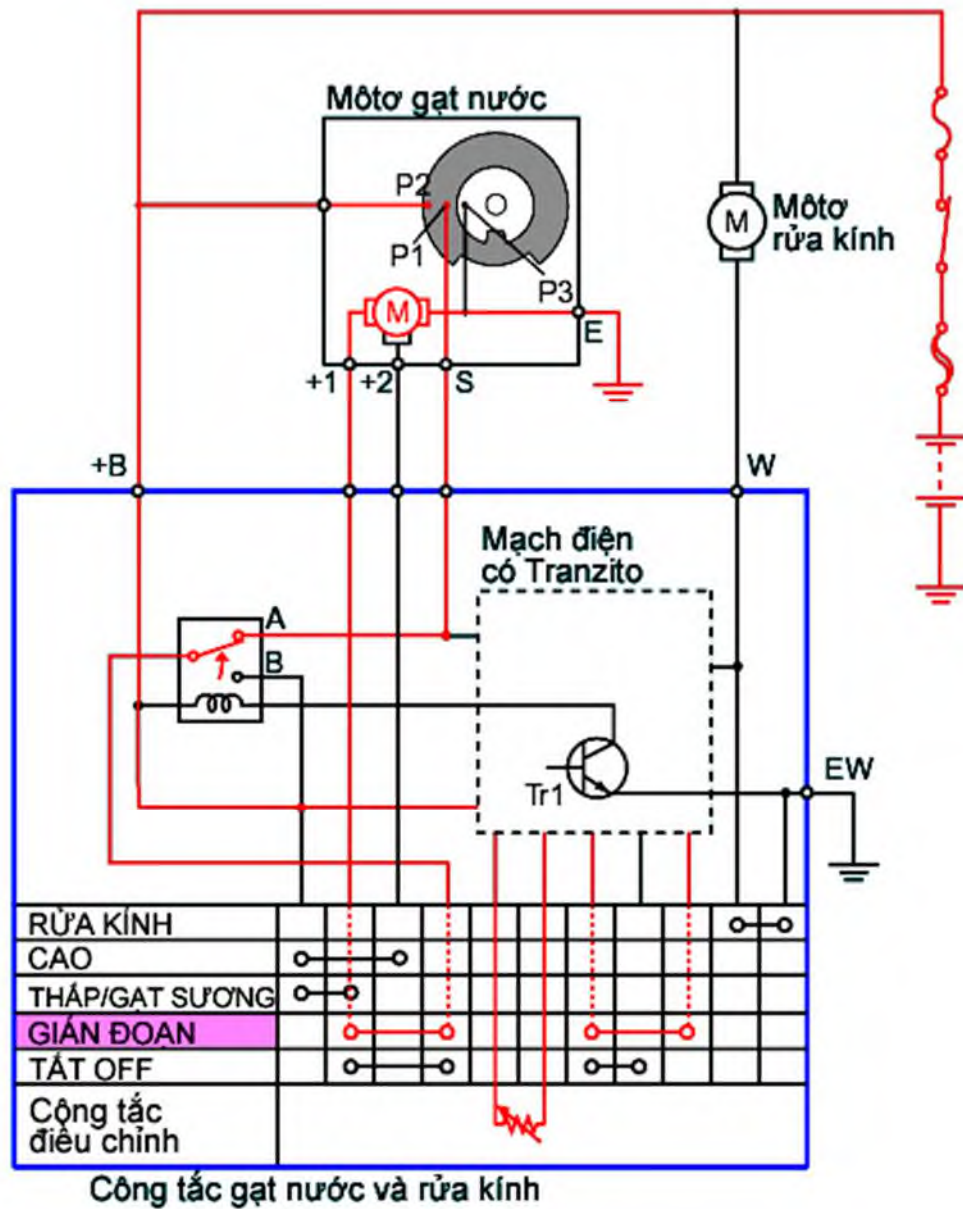 Môtơ gạt nước
P2
P1
P3
M
E
+1
+2
S
M
Môtơ
rửa kính
+B
W
Mạch điện
có Tranzito
A
B
Tr1
EW
RỬA KÍNH
CAO
THẤP/GẠT SƯƠNG
GIÁN ĐOẠN
TẮT OFF
Công tắc
điều chỉnh
Công tắc gạt nước và rửa kính